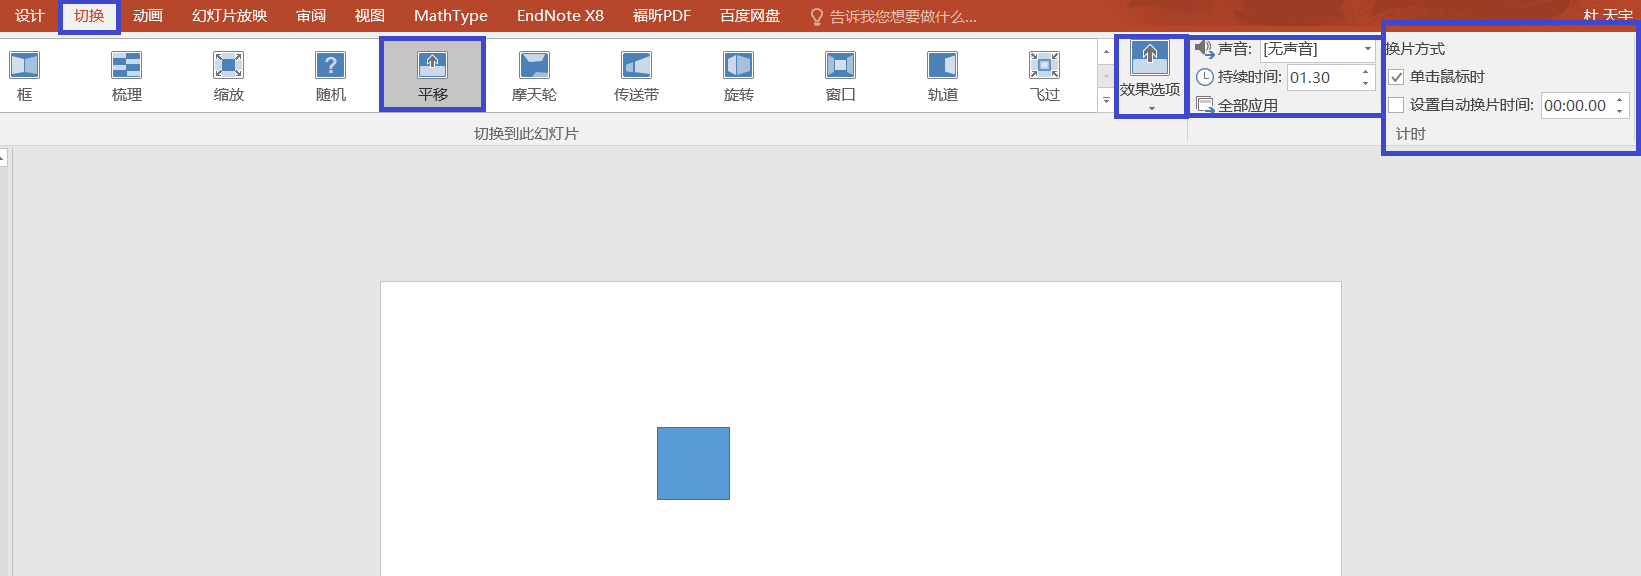 设计 切换 动画 幻灯片放映 审阅 视图 MathType EndNote X8 福昕PDF 百度网盘 告诉我您想要做什么... 杜 天宇
框 梳理 缩放 随机 平移 摩天轮 传送带 旋转 窗口 轨道 飞过
效果选项
声音: [无声音]
持续时间: 01.30
全部应用
换片方式
单击鼠标时
设置自动换片时间: 00:00.00
切换到此幻灯片
计时